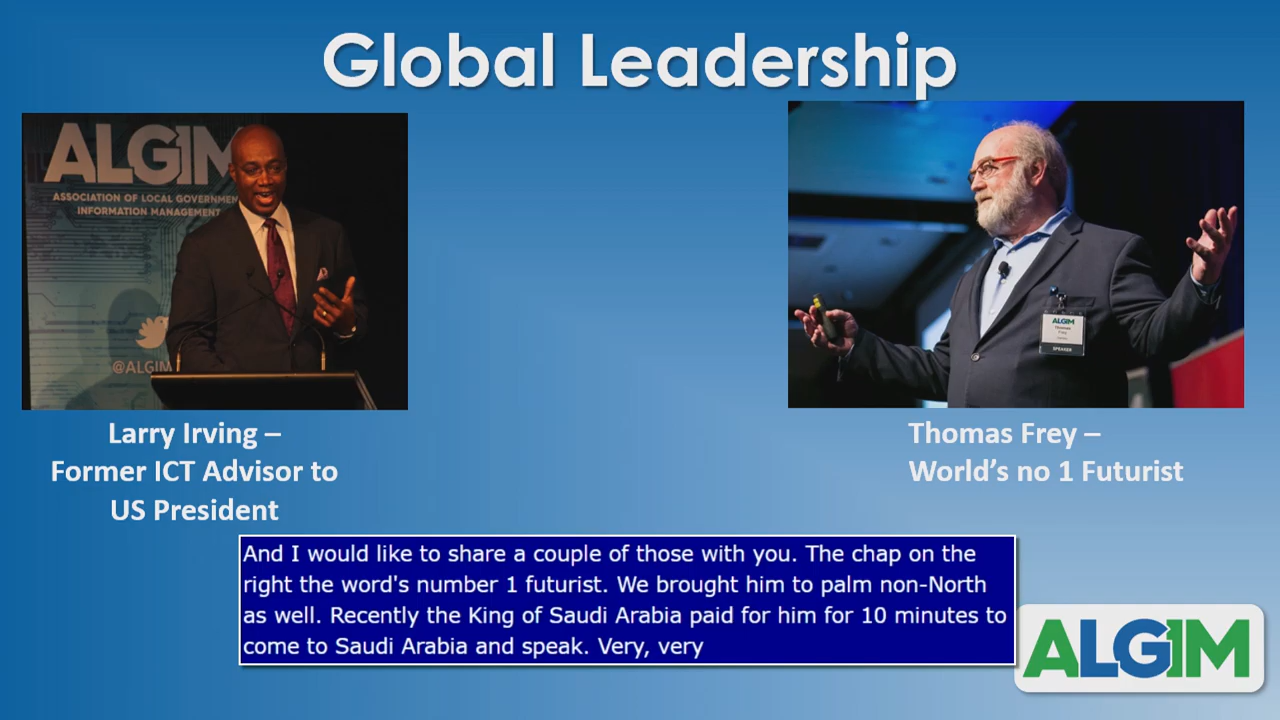 Global Leadership
ALGIM
ASSOCIATION OF LOCAL GOVERNMEN
INFORMATION MANAGEMENT
@ALGIM
ALGIM
Thomas
Frey
SPEAKER
Larry Irving –
Former ICT Advisor to
US President
Thomas Frey –
World's no 1 Futurist
And I would like to share a couple of those with you. The chap on the
right the word's number 1 futurist. We brought him to palm non-North
as well. Recently the King of Saudi Arabia paid for him for 10 minutes to
come to Saudi Arabia and speak. Very, very
ALGIM